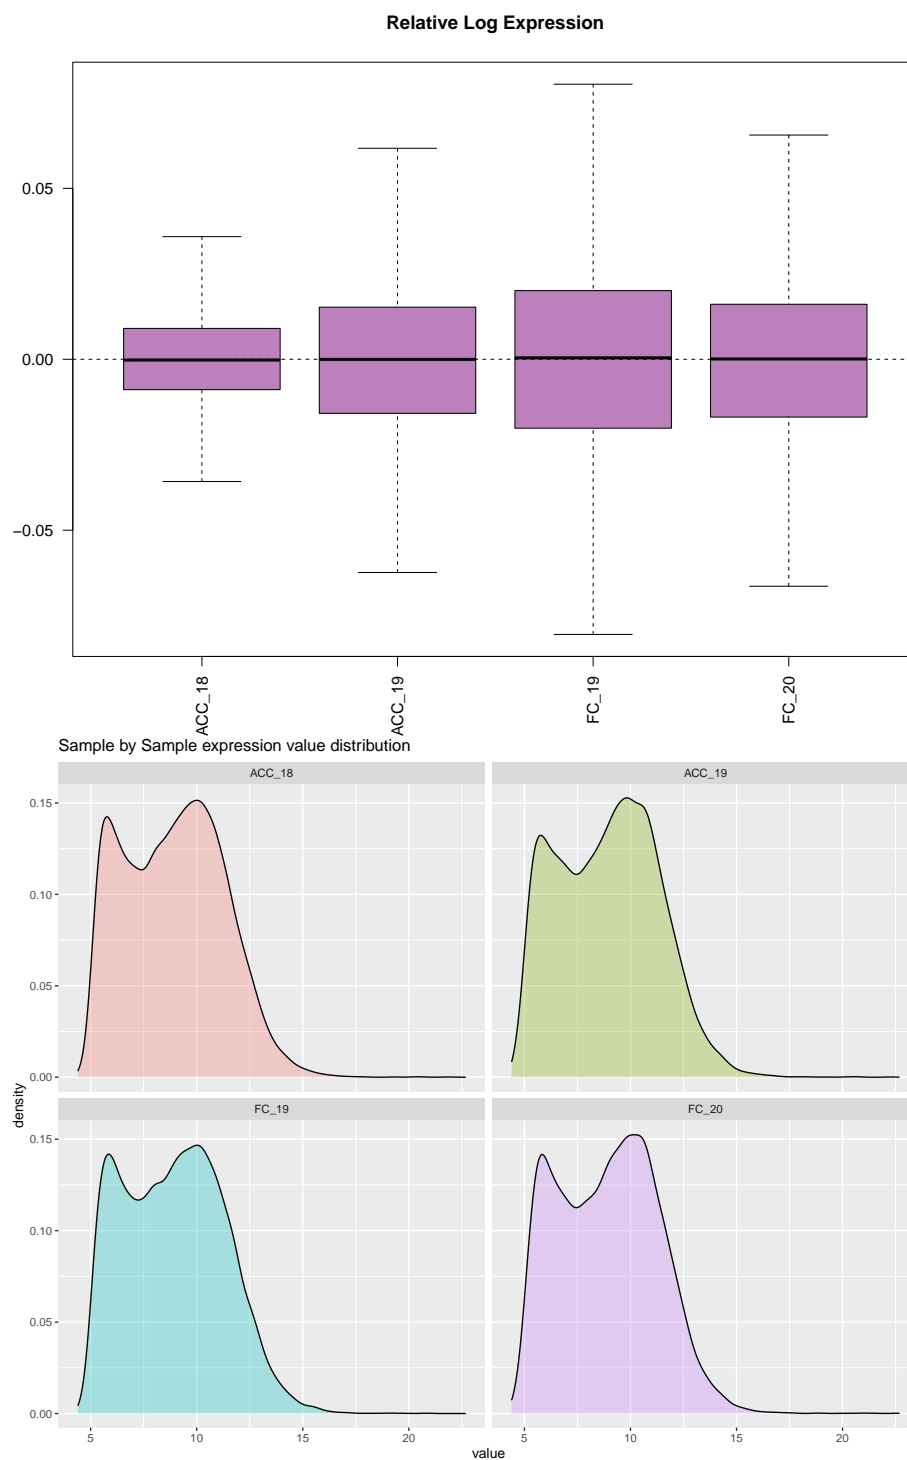 Relative Log Expression
0.05
0.00
−0.05
ACC_18
ACC_19
FC_19
FC_20
Sample by Sample expression value distribution
ACC_18
ACC_19
0.15
0.10
0.05
0.00
density
FC_19
FC_20
0.15
0.10
0.05
0.00
5
10
15
20
5
10
15
20
value